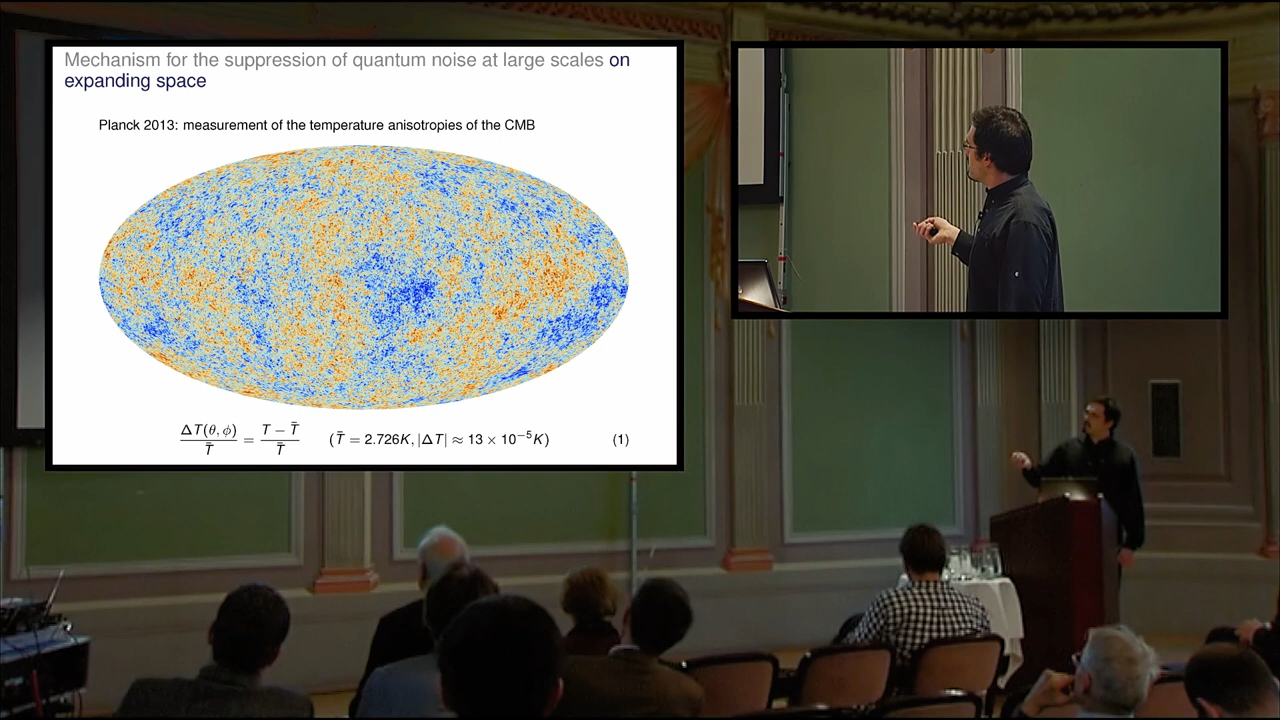 Mechanism for the suppression of quantum noise at large scales on
expanding space
Planck 2013: measurement of the temperature anisotropies of the CMB
ΔT(θ, ϕ) / T̄ = T − T̄ / T̄ (T̄ = 2.726K, |ΔT| ≈ 13 × 10⁻⁵K) (1)